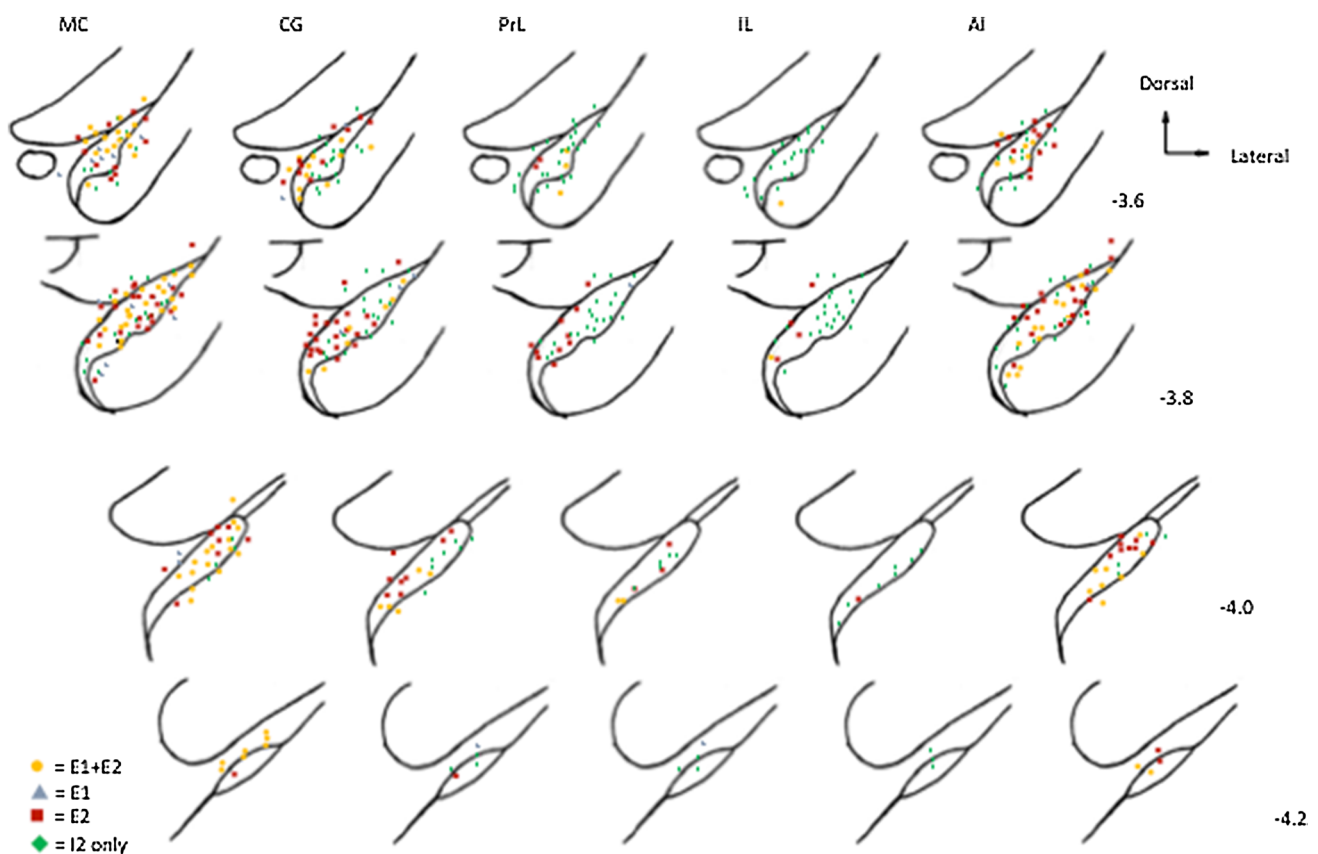 MC CG PrL IL AI
Dorsal
Lateral
-3.6
-3.8
-4.0
-4.2
= E1+E2
= E1
= E2
= I2 only